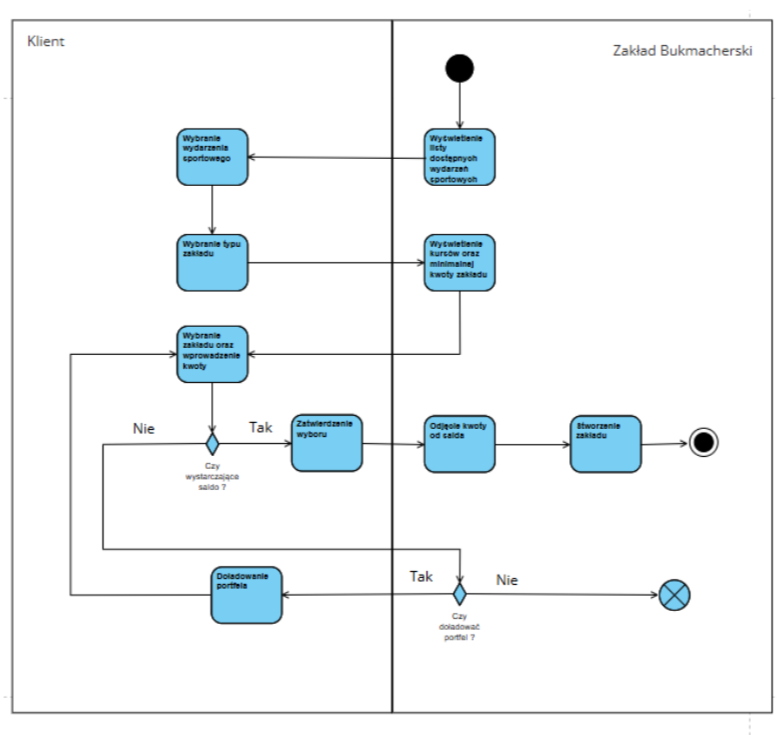 Klient
Zakład Bukmacherski
Wybranie
wydarzenia
sportowego
Wyświetlenie
listy
dostępnych
wydarzeń
sportowych
Wybranie typu
zakładu
Wyświetlenie
kursów oraz
minimalnej
kwoty zakładu
Wybranie
zakładu oraz
wprowadzenie
kwoty
Nie
Tak
Zatwierdzenie
wyboru
Odjęcie kwoty
od salda
Stworzenie
zakładu
Czy
wystarczające
saldo ?
Doładowanie
portfela
Tak
Nie
Czy
doładować
portfel ?